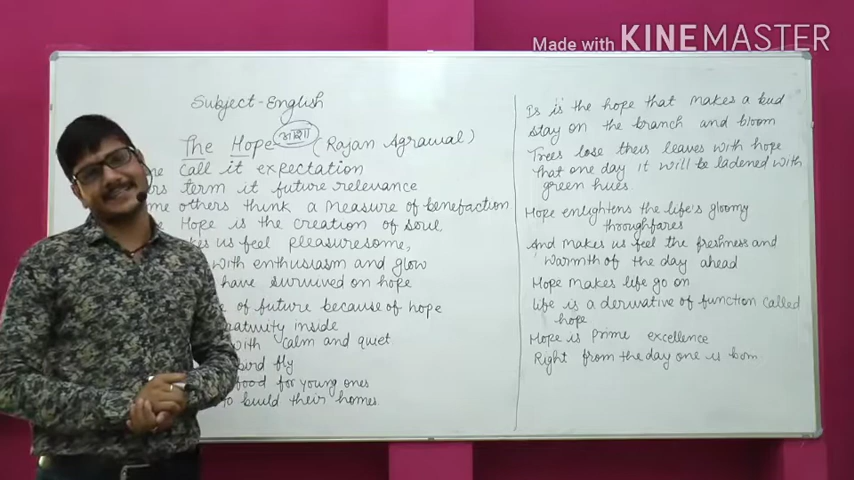 Made with KINEMASTER
Subject-English
The Hope आशा (Rajan Agrawal)
call it expectation
term it future relevance
others think a measure of benefaction
Hope is the creation of soul
us feel pleasuresome,
with enthusiasm and glow
have survived on hope
of future because of hope
inside
with calm and quiet
bird fly
food for young ones
to build their homes
Is is the hope that makes a bud
stay on the branch and bloom
Trees lose their leaves with hope
that one day it will be ladened with
green hues.
Hope enlightens the life's gloomy
throughfares
And makes us feel the freshness and
warmth of the day ahead
Hope makes life go on
life is a derivative of function called
hope
Hope is prime excellence
Right from the day one is born